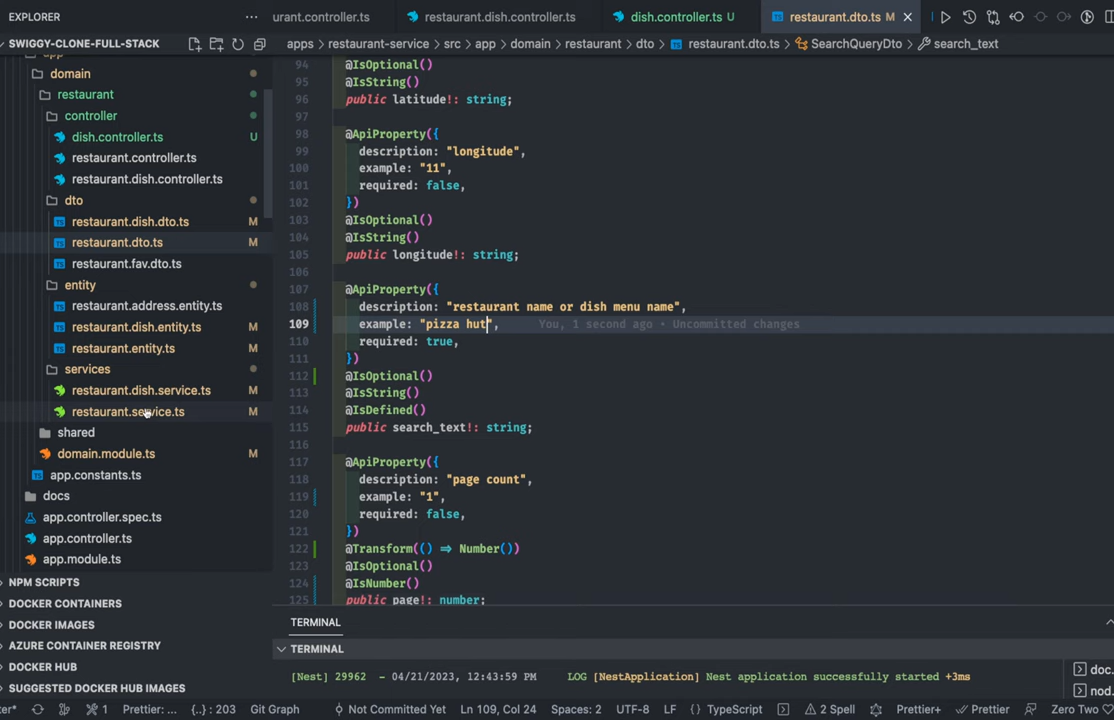 EXPLORER
urant.controller.ts
restaurant.dish.controller.ts
dish.controller.ts U
restaurant.dto.ts M
SWIGGY-CLONE-FULL-STACK
apps > restaurant-service > src > app > domain > restaurant > dto > TS restaurant.dto.ts > SearchQueryDto > search_text
domain
restaurant
controller
dish.controller.ts U
restaurant.controller.ts
restaurant.dish.controller.ts
dto
TS restaurant.dish.dto.ts M
TS restaurant.dto.ts M
TS restaurant.fav.dto.ts
entity
TS restaurant.address.entity.ts
TS restaurant.dish.entity.ts M
TS restaurant.entity.ts M
services
restaurant.dish.service.ts M
restaurant.service.ts M
shared
domain.module.ts M
TS app.constants.ts
docs
app.controller.spec.ts
app.controller.ts
app.module.ts
NPM SCRIPTS
DOCKER CONTAINERS
DOCKER IMAGES
AZURE CONTAINER REGISTRY
DOCKER HUB
SUGGESTED DOCKER HUB IMAGES
94 @IsOptional()
95 @IsString()
96 public latitude!: string;
97
98 @ApiProperty({
99 description: "longitude",
100 example: "11",
101 required: false,
102 })
103 @IsOptional()
104 @IsString()
105 public longitude!: string;
106
107 @ApiProperty({
108 description: "restaurant name or dish menu name",
109 example: "pizza hut", You, 1 second ago • Uncommitted changes
110 required: true,
111 })
112 @IsOptional()
113 @IsString()
114 @IsDefined()
115 public search_text!: string;
116
117 @ApiProperty({
118 description: "page count",
119 example: "1",
120 required: false,
121 })
122 @Transform(() => Number())
123 @IsOptional()
124 @IsNumber()
125 public page!: number;
TERMINAL
TERMINAL
[Nest] 29962 - 04/21/2023, 12:43:59 PM LOG [NestApplication] Nest application successfully started +3ms
doc.
nod.
ter* 1 Prettier: ... {..} : 203 Git Graph Not Committed Yet Ln 109, Col 24 Spaces: 2 UTF-8 LF {} TypeScript 2 Spell Prettier+ Prettier Zero Two